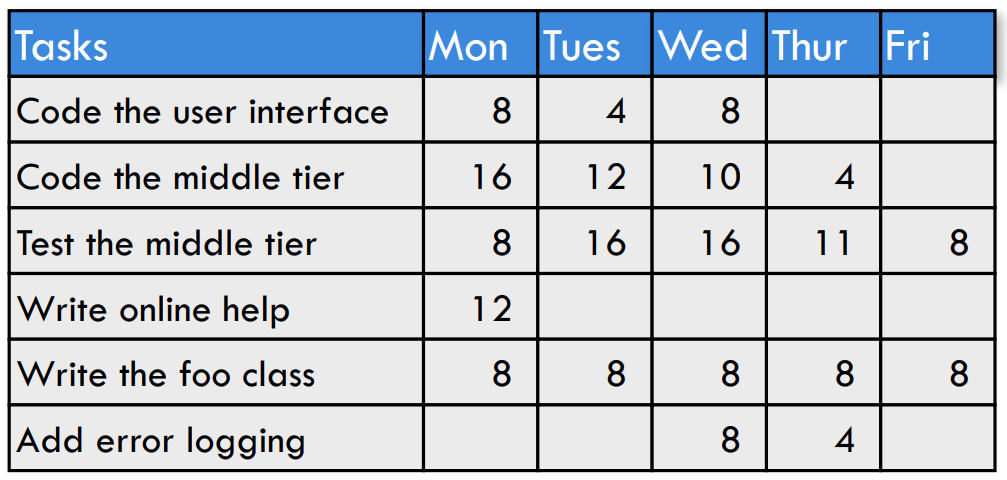 Tasks Mon Tues Wed Thur Fri
Code the user interface 8 4 8
Code the middle tier 16 12 10 4
Test the middle tier 8 16 16 11 8
Write online help 12
Write the foo class 8 8 8 8 8
Add error logging 8 4